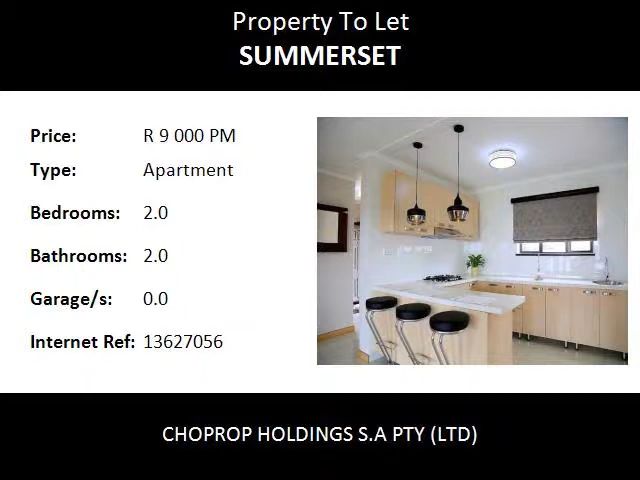 Property To Let
SUMMERSET
Price: R 9 000 PM
Type: Apartment
Bedrooms: 2.0
Bathrooms: 2.0
Garage/s: 0.0
Internet Ref: 13627056
CHOPROP HOLDINGS S.A PTY (LTD)